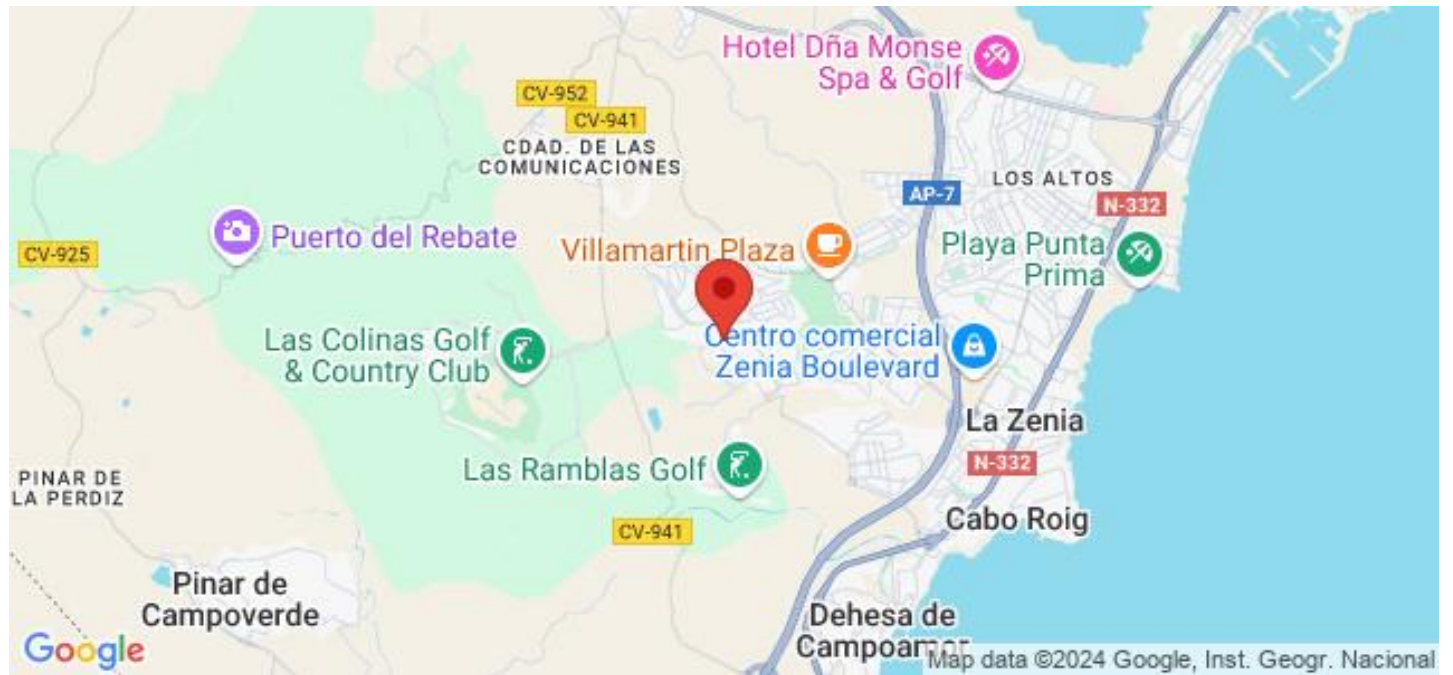 Hotel Dña Monse
Spa & Golf
CV-952
CV-941
CDAD. DE LAS
COMUNICACIONES
LOS ALTOS
AP-7
N-332
Puerto del Rebate
CV-925
Villamartin Plaza
Playa Punta
Prima
Las Colinas Golf
& Country Club
Centro comercial
Zenia Boulevard
La Zenia
PINAR DE
LA PERDIZ
Las Ramblas Golf
N-332
CV-941
Cabo Roig
Pinar de
Campoverde
Dehesa de
Campoamor
Google
Map data ©2024 Google, Inst. Geogr. Nacional